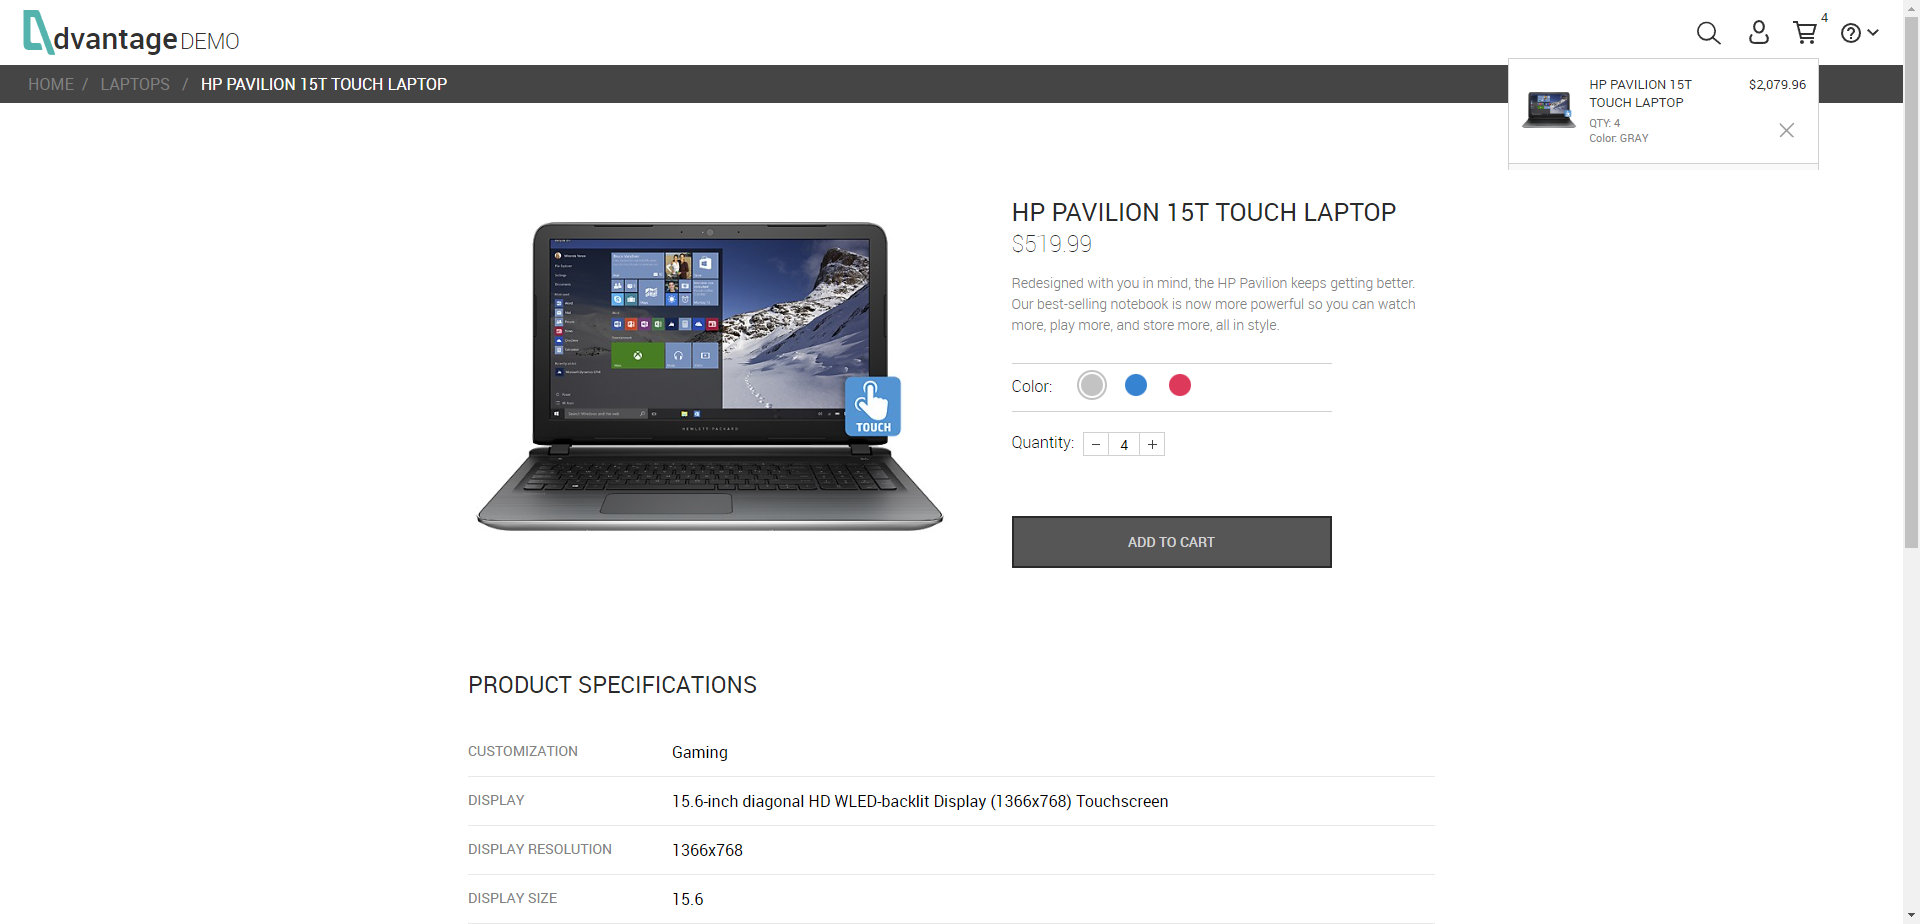 dvantage DEMO
4
HOME / LAPTOPS / HP PAVILION 15T TOUCH LAPTOP
HP PAVILION 15T
TOUCH LAPTOP
$2,079.96
QTY: 4
Color: GRAY
HP PAVILION 15T TOUCH LAPTOP
$519.99
Redesigned with you in mind, the HP Pavilion keeps getting better.
Our best-selling notebook is now more powerful so you can watch
more, play more, and store more, all in style.
Color:
Quantity: − 4 +
ADD TO CART
HEWLETT-PACKARD
TOUCH
PRODUCT SPECIFICATIONS
CUSTOMIZATION Gaming
DISPLAY 15.6-inch diagonal HD WLED-backlit Display (1366x768) Touchscreen
DISPLAY RESOLUTION 1366x768
DISPLAY SIZE 15.6